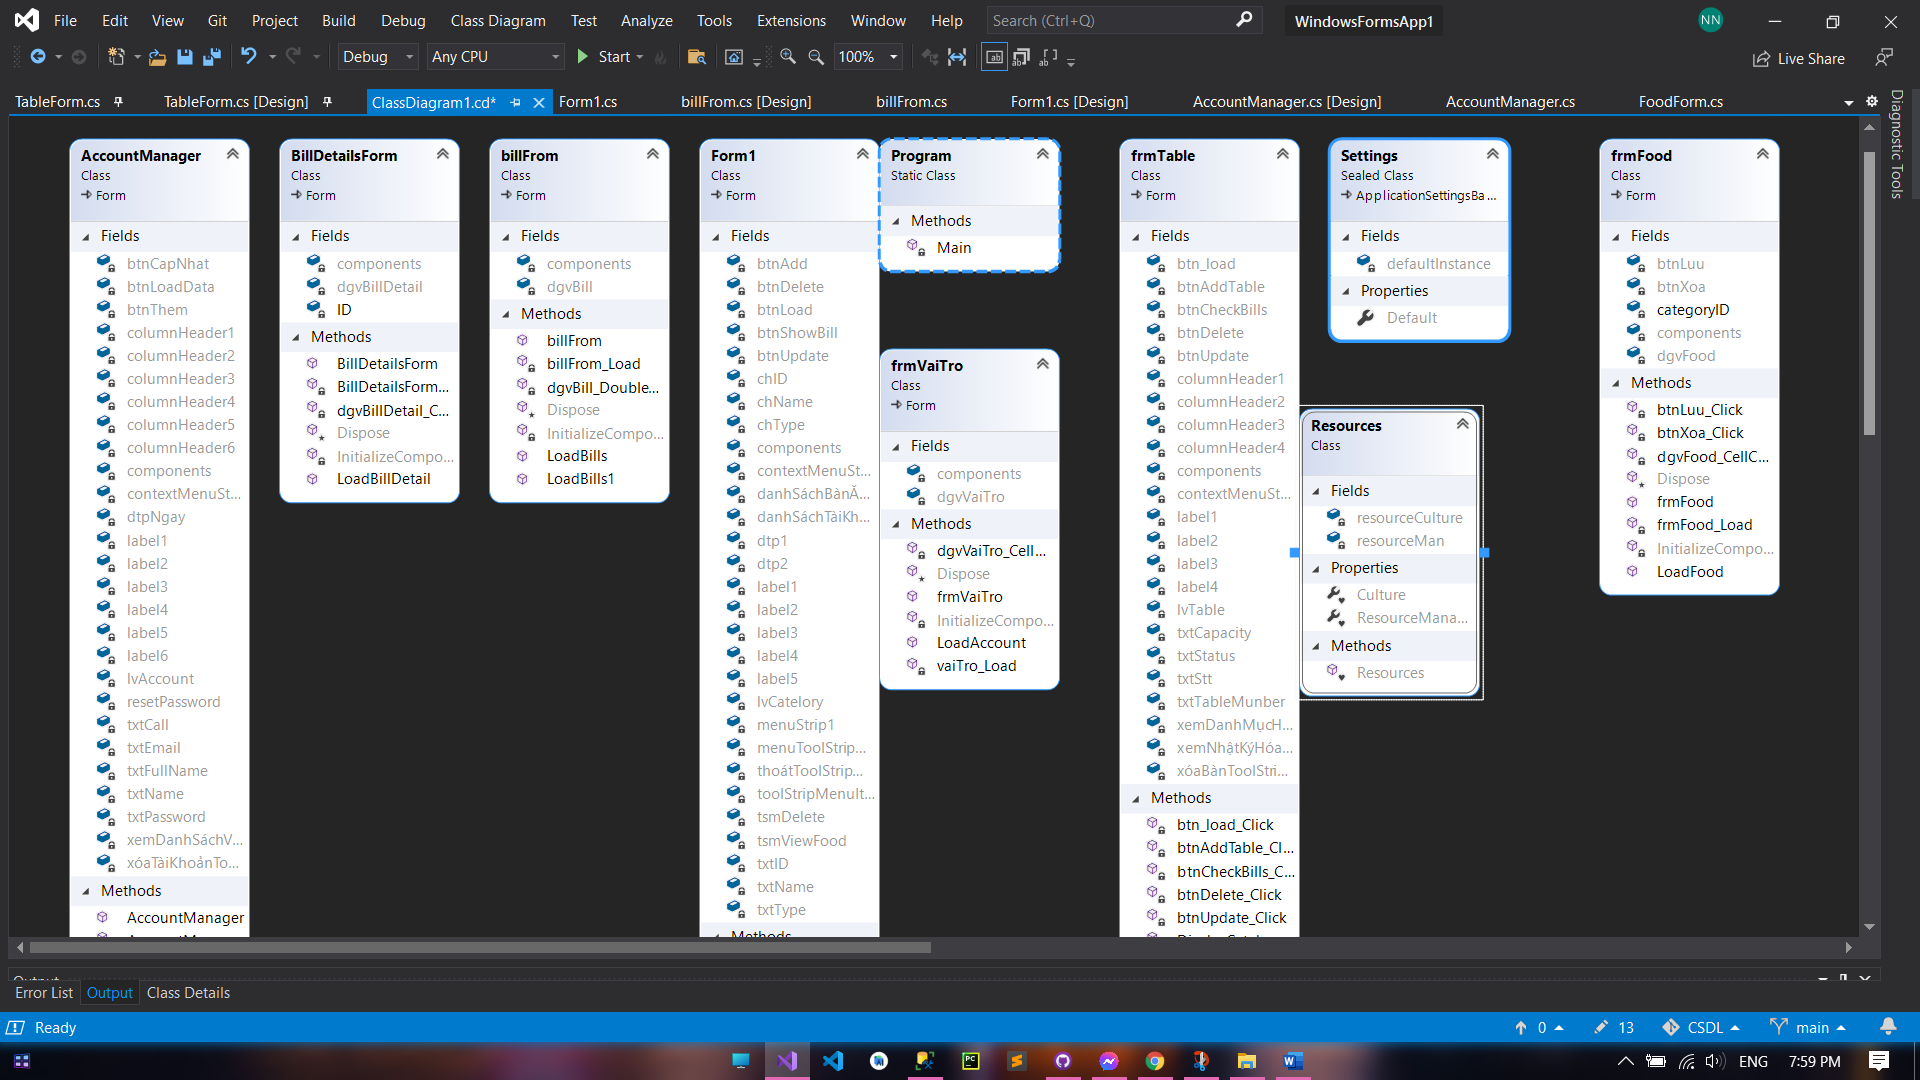 File Edit View Git Project Build Debug Class Diagram Test Analyze Tools Extensions Window Help Search (Ctrl+Q) WindowsFormsApp1 NN
Debug Any CPU Start 100% Live Share
TableForm.cs TableForm.cs [Design] ClassDiagram1.cd* Form1.cs billFrom.cs [Design] billFrom.cs Form1.cs [Design] AccountManager.cs [Design] AccountManager.cs FoodForm.cs
Diagnostic Tools
AccountManager
Class
Form
Fields
btnCapNhat
btnLoadData
btnThem
columnHeader1
columnHeader2
columnHeader3
columnHeader4
columnHeader5
columnHeader6
components
contextMenuSt...
dtpNgay
label1
label2
label3
label4
label5
label6
lvAccount
resetPassword
txtCall
txtEmail
txtFullName
txtName
txtPassword
xemDanhSáchV...
xóaTàiKhoảnTo...
Methods
AccountManager
BillDetailsForm
Class
Form
Fields
components
dgvBillDetail
ID
Methods
BillDetailsForm
BillDetailsForm...
dgvBillDetail_C...
Dispose
InitializeCompo...
LoadBillDetail
billFrom
Class
Form
Fields
components
dgvBill
Methods
billFrom
billFrom_Load
dgvBill_Double...
Dispose
InitializeCompo...
LoadBills
LoadBills1
Form1
Class
Form
Fields
btnAdd
btnDelete
btnLoad
btnShowBill
btnUpdate
chID
chName
chType
components
contextMenuSt...
danhSáchBànĂ...
danhSáchTàiKh...
dtp1
dtp2
label1
label2
label3
label4
label5
lvCatelory
menuStrip1
menuToolStrip...
thoátToolStrip...
toolStripMenuIt...
tsmDelete
tsmViewFood
txtID
txtName
txtType
Methods
Program
Static Class
Methods
Main
frmVaiTro
Class
Form
Fields
components
dgvVaiTro
Methods
dgvVaiTro_Cell...
Dispose
frmVaiTro
InitializeCompo...
LoadAccount
vaiTro_Load
frmTable
Class
Form
Fields
btn_load
btnAddTable
btnCheckBills
btnDelete
btnUpdate
columnHeader1
columnHeader2
columnHeader3
columnHeader4
components
contextMenuSt...
label1
label2
label3
label4
lvTable
txtCapacity
txtStatus
txtStt
txtTableMunber
xemDanhMụcH...
xemNhậtKýHóa...
xóaBànToolStri...
Methods
btn_load_Click
btnAddTable_Cl...
btnCheckBills_C...
btnDelete_Click
btnUpdate_Click
Settings
Sealed Class
ApplicationSettingsBa...
Fields
defaultInstance
Properties
Default
Resources
Class
Fields
resourceCulture
resourceMan
Properties
Culture
ResourceMana...
Methods
Resources
frmFood
Class
Form
Fields
btnLuu
btnXoa
categoryID
components
dgvFood
Methods
btnLuu_Click
btnXoa_Click
dgvFood_CellC...
Dispose
frmFood
frmFood_Load
InitializeCompo...
LoadFood
Output
Error List Output Class Details
Ready 0 13 CSDL main
ENG 7:59 PM